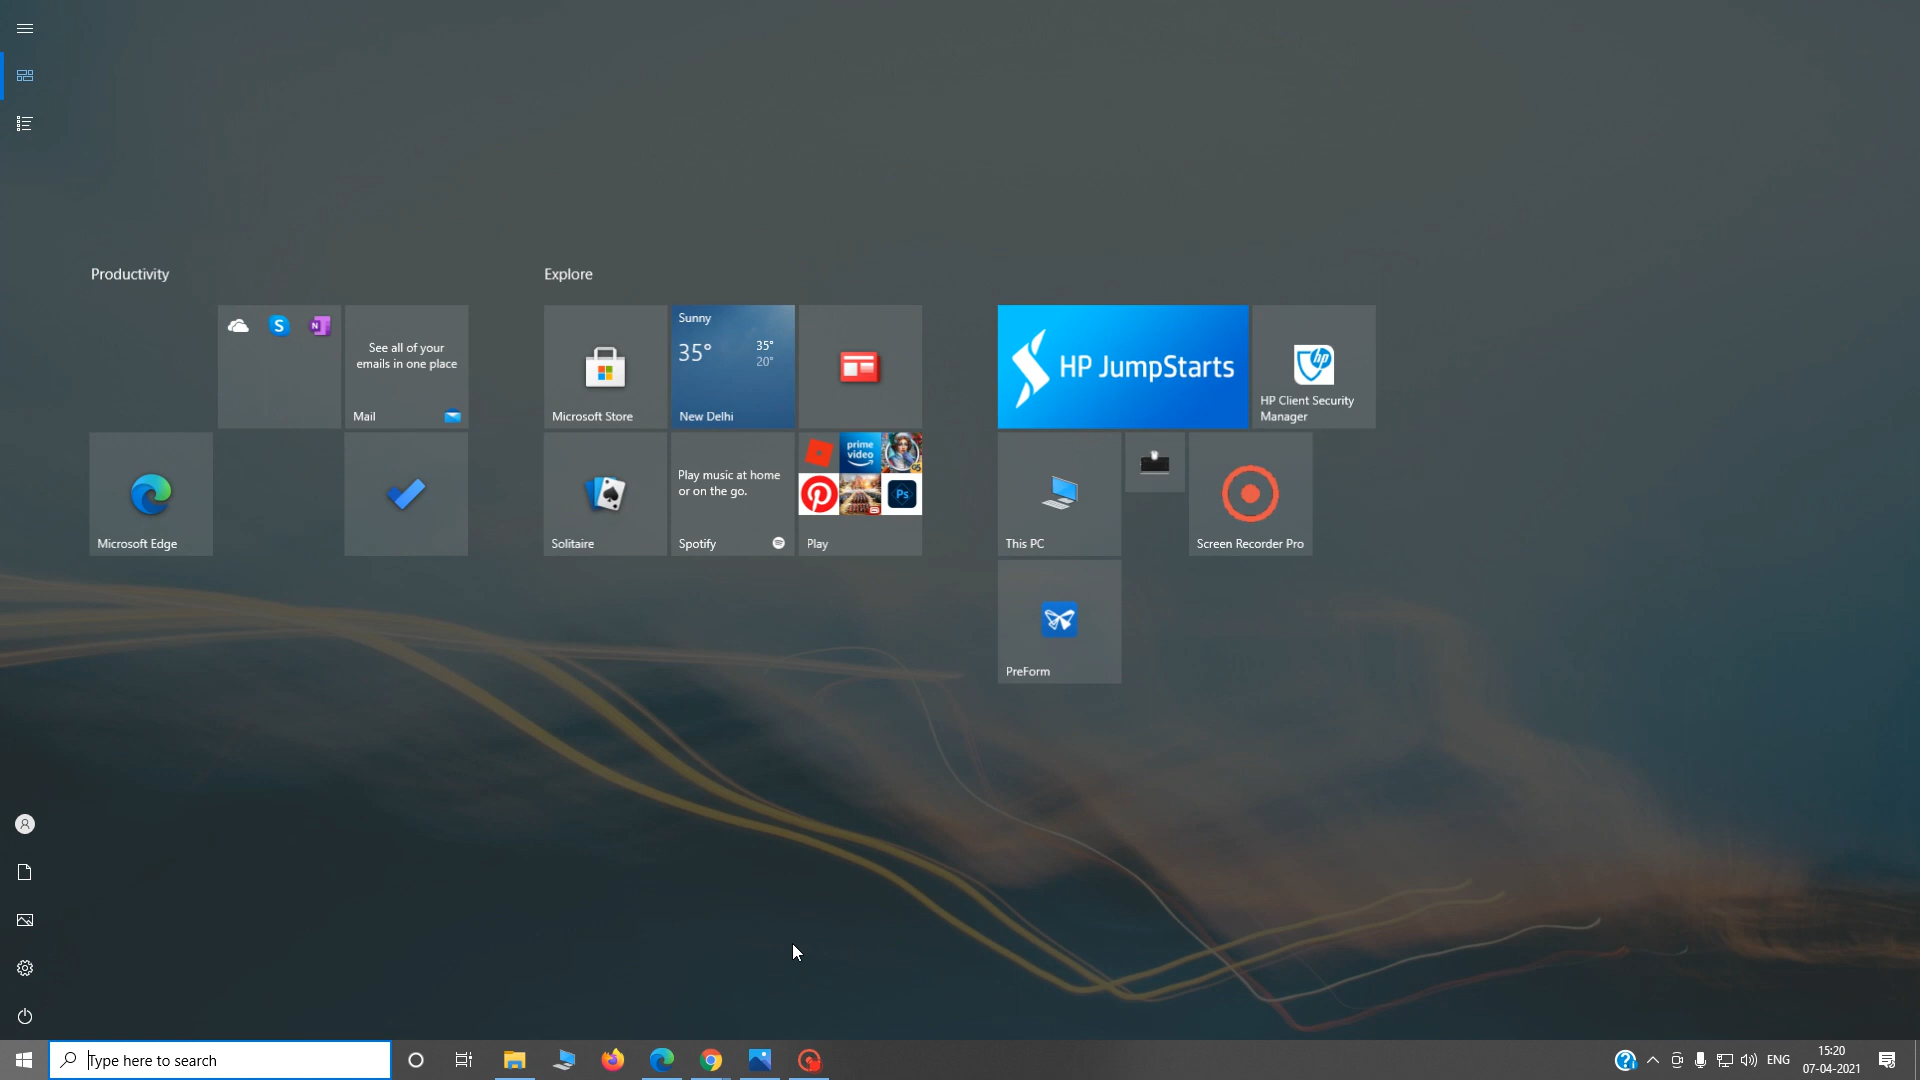 Productivity
Explore
See all of your
emails in one place
Mail
Microsoft Edge
Microsoft Store
Sunny
35°
35°
20°
New Delhi
Solitaire
Play music at home
or on the go.
Spotify
prime
video
Ps
Play
HP JumpStarts
hp
HP Client Security
Manager
This PC
Screen Recorder Pro
PreForm
Type here to search
ENG
15:20
07-04-2021